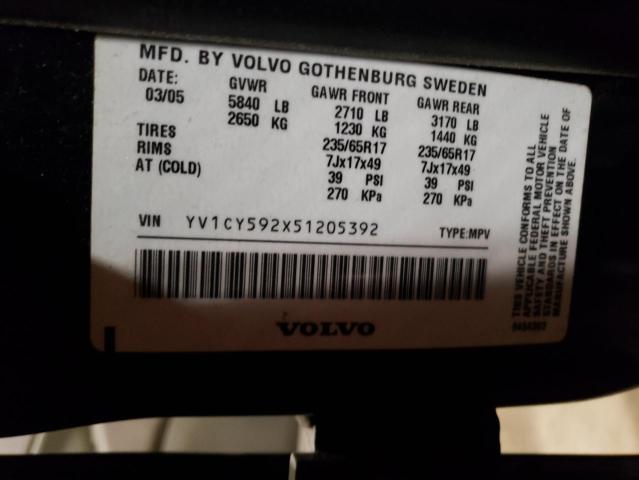 MFD. BY VOLVO GOTHENBURG SWEDEN
DATE: GVWR GAWR FRONT GAWR REAR
03/05 5840 LB 2710 LB 3170 LB
2650 KG 1230 KG 1440 KG
TIRES 235/65R17 235/65R17
RIMS 7Jx17x49 7Jx17x49
AT (COLD) 39 PSI 39 PSI
270 KPa 270 KPa
VIN YV1CY592X51205392 TYPE:MPV
VOLVO
THIS VEHICLE CONFORMS TO ALL
APPLICABLE FEDERAL MOTOR VEHICLE
SAFETY AND THEFT PREVENTION
STANDARDS IN EFFECT ON THE DATE OF
MANUFACTURE SHOWN ABOVE.